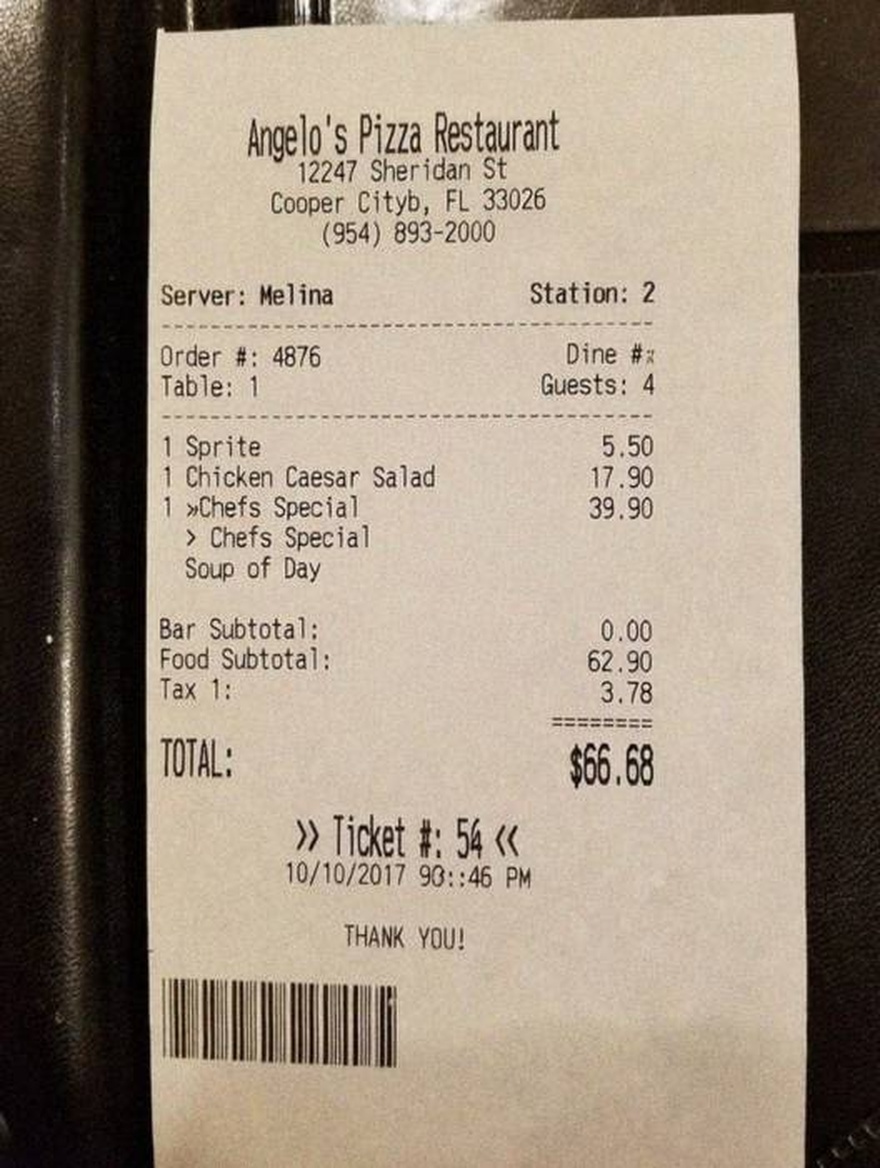 Angelo's Pizza Restaurant
12247 Sheridan St
Cooper Cityb, FL 33026
(954) 893-2000
Server: Melina Station: 2
Order #: 4876 Dine #:
Table: 1 Guests: 4
1 Sprite 5.50
1 Chicken Caesar Salad 17.90
1 »Chefs Special 39.90
> Chefs Special
Soup of Day
Bar Subtotal: 0.00
Food Subtotal: 62.90
Tax 1: 3.78
========
TOTAL: $66.68
>> Ticket #: 54 <<
10/10/2017 PM
THANK YOU!